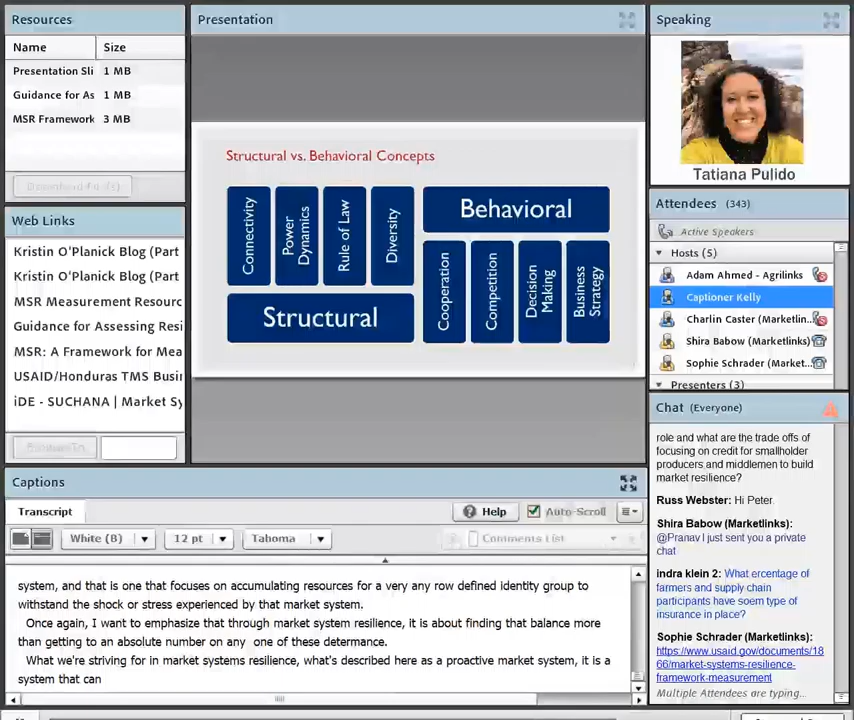 Resources
Name Size
Presentation Sli 1 MB
Guidance for As 1 MB
MSR Framework 3 MB
Web Links
Kristin O'Planick Blog (Part
Kristin O'Planick Blog (Part
MSR Measurement Resourc
Guidance for Assessing Resi
MSR: A Framework for Mea
USAID/Honduras TMS Busin
iDE - SUCHANA | Market Sy
Presentation
Structural vs. Behavioral Concepts
Connectivity
Power
Dynamics
Rule of Law
Diversity
Structural
Behavioral
Cooperation
Competition
Decision
Making
Business
Strategy
Speaking
Tatiana Pulido
Attendees (343)
Active Speakers
Hosts (5)
Adam Ahmed - Agrilinks
Captioner Kelly
Charlin Caster (Marketlin...
Shira Babow (Marketlinks)
Sophie Schrader (Market...
Presenters (3)
Chat (Everyone)
role and what are the trade offs of
focusing on credit for smallholder
producers and middlemen to build
market resilience?
Russ Webster: Hi Peter.
Shira Babow (Marketlinks):
@Pranav I just sent you a private
chat
indra klein 2: What ercentage of
farmers and supply chain
participants have soem type of
insurance in place?
Sophie Schrader (Marketlinks):
https://www.usaid.gov/documents/18
66/market-systems-resilience-
framework-measurement
Multiple Attendees are typing...
Captions
Transcript Help Auto-Scroll
White (8) 12 pt Tahoma Comments List
system, and that is one that focuses on accumulating resources for a very any row defined identity group to
withstand the shock or stress experienced by that market system.
Once again, I want to emphasize that through market system resilience, it is about finding that balance more
than getting to an absolute number on any one of these determance.
What we're striving for in market systems resilience, what's described here as a proactive market system, it is a
system that can